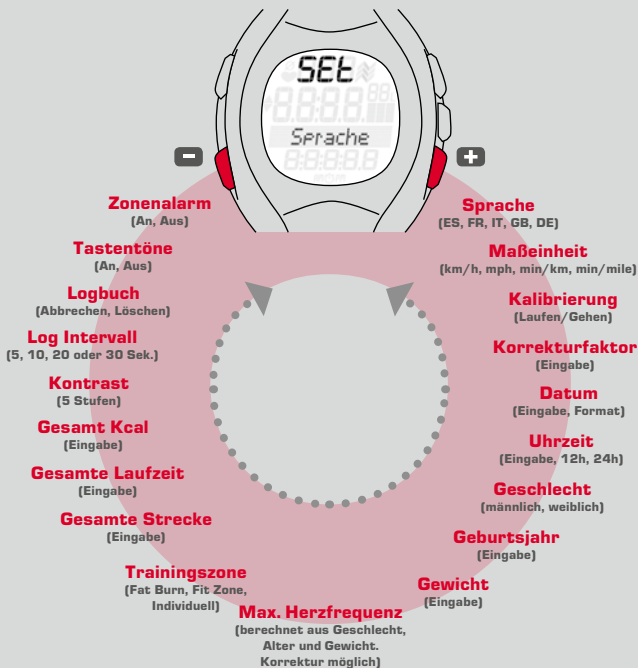 SEt
Sprache
Sprache
(ES, FR, IT, GB, DE)
Maßeinheit
(km/h, mph, min/km, min/mile)
Kalibrierung
(Laufen/Gehen)
Korrekturfaktor
(Eingabe)
Datum
(Eingabe, Format)
Uhrzeit
(Eingabe, 12h, 24h)
Geschlecht
(männlich, weiblich)
Geburtsjahr
(Eingabe)
Gewicht
(Eingabe)
Max. Herzfrequenz
(berechnet aus Geschlecht,
Alter und Gewicht.
Korrektur möglich)
Trainingszone
(Fat Burn, Fit Zone,
Individuell)
Gesamte Strecke
(Eingabe)
Gesamte Laufzeit
(Eingabe)
Gesamt Kcal
(Eingabe)
Kontrast
(5 Stufen)
Log Intervall
(5, 10, 20 oder 30 Sek.)
Logbuch
(Abbrechen, Löschen)
Tastentöne
(An, Aus)
Zonenalarm
(An, Aus)